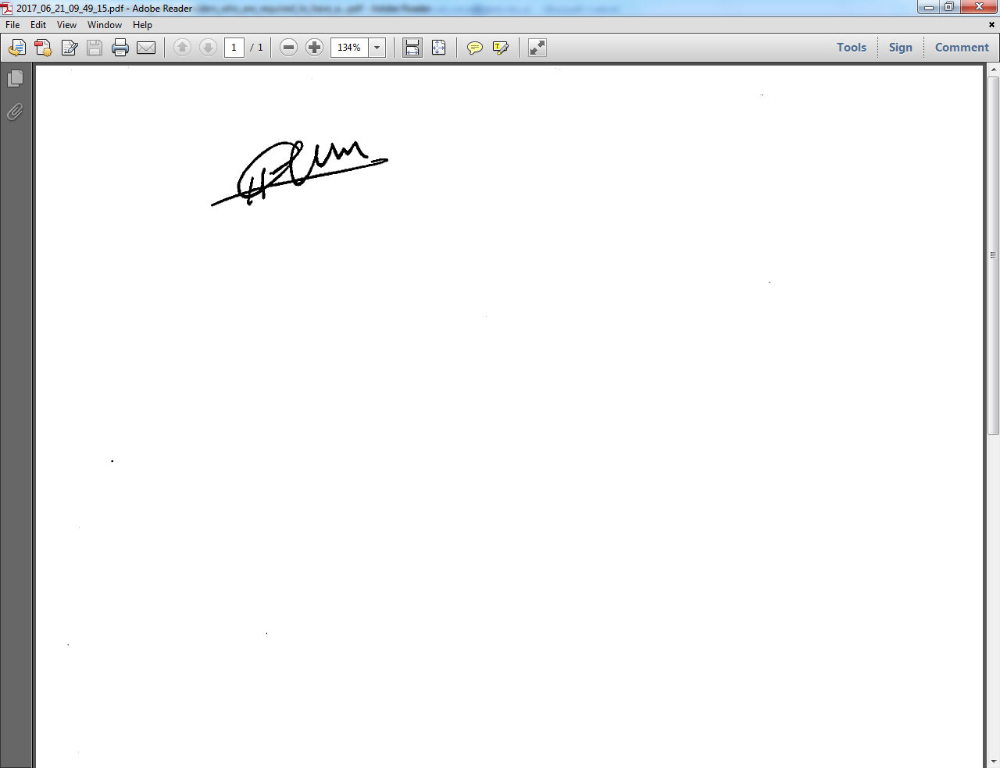 2017_06_21_09_49_15.pdf - Adobe Reader
File Edit View Window Help
1 / 1 134% Tools Sign Comment